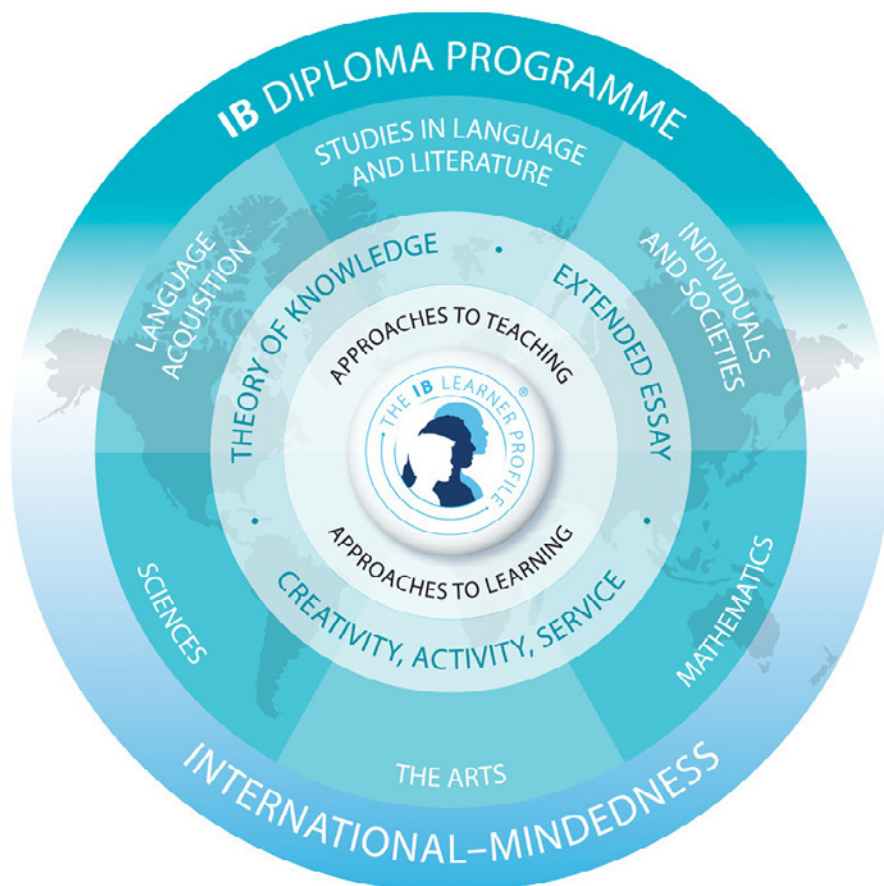 IB DIPLOMA PROGRAMME
STUDIES IN LANGUAGE
AND LITERATURE
LANGUAGE
ACQUISITION
INDIVIDUALS
AND SOCIETIES
THEORY OF KNOWLEDGE
EXTENDED ESSAY
APPROACHES TO TEACHING
THE IB LEARNER PROFILE ®
APPROACHES TO LEARNING
CREATIVITY, ACTIVITY, SERVICE
SCIENCES
MATHEMATICS
THE ARTS
INTERNATIONAL–MINDEDNESS